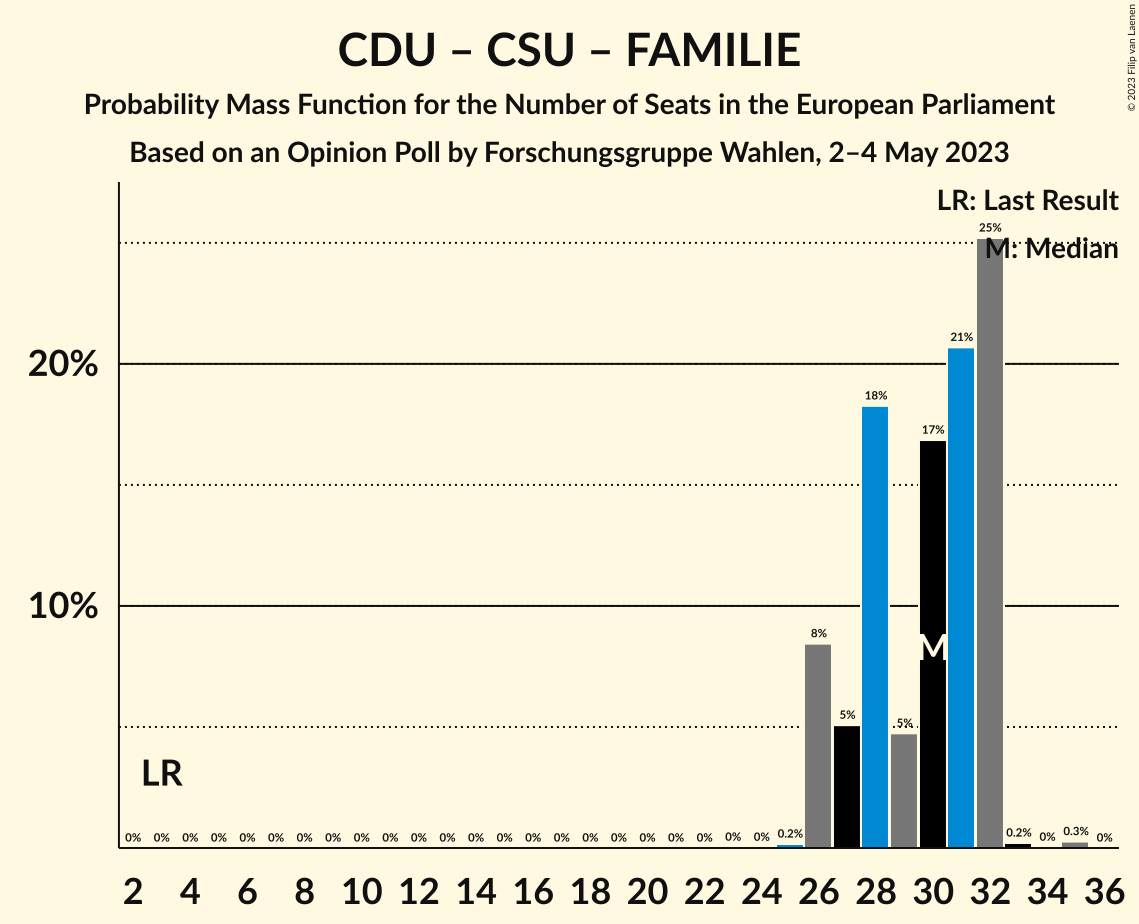 CDU – CSU – FAMILIE
Probability Mass Function for the Number of Seats in the European Parliament
Based on an Opinion Poll by Forschungsgruppe Wahlen, 2–4 May 2023
© 2023 Filip van Laenen
LR: Last Result
M: Median
25%
21%
20%
18%
17%
10%
8%
M
5%
5%
LR
0% 0% 0% 0% 0% 0% 0% 0% 0% 0% 0% 0% 0% 0% 0% 0% 0% 0% 0% 0% 0% 0% 0% 0.2% 0.2% 0% 0.3% 0%
2 4 6 8 10 12 14 16 18 20 22 24 26 28 30 32 34 36